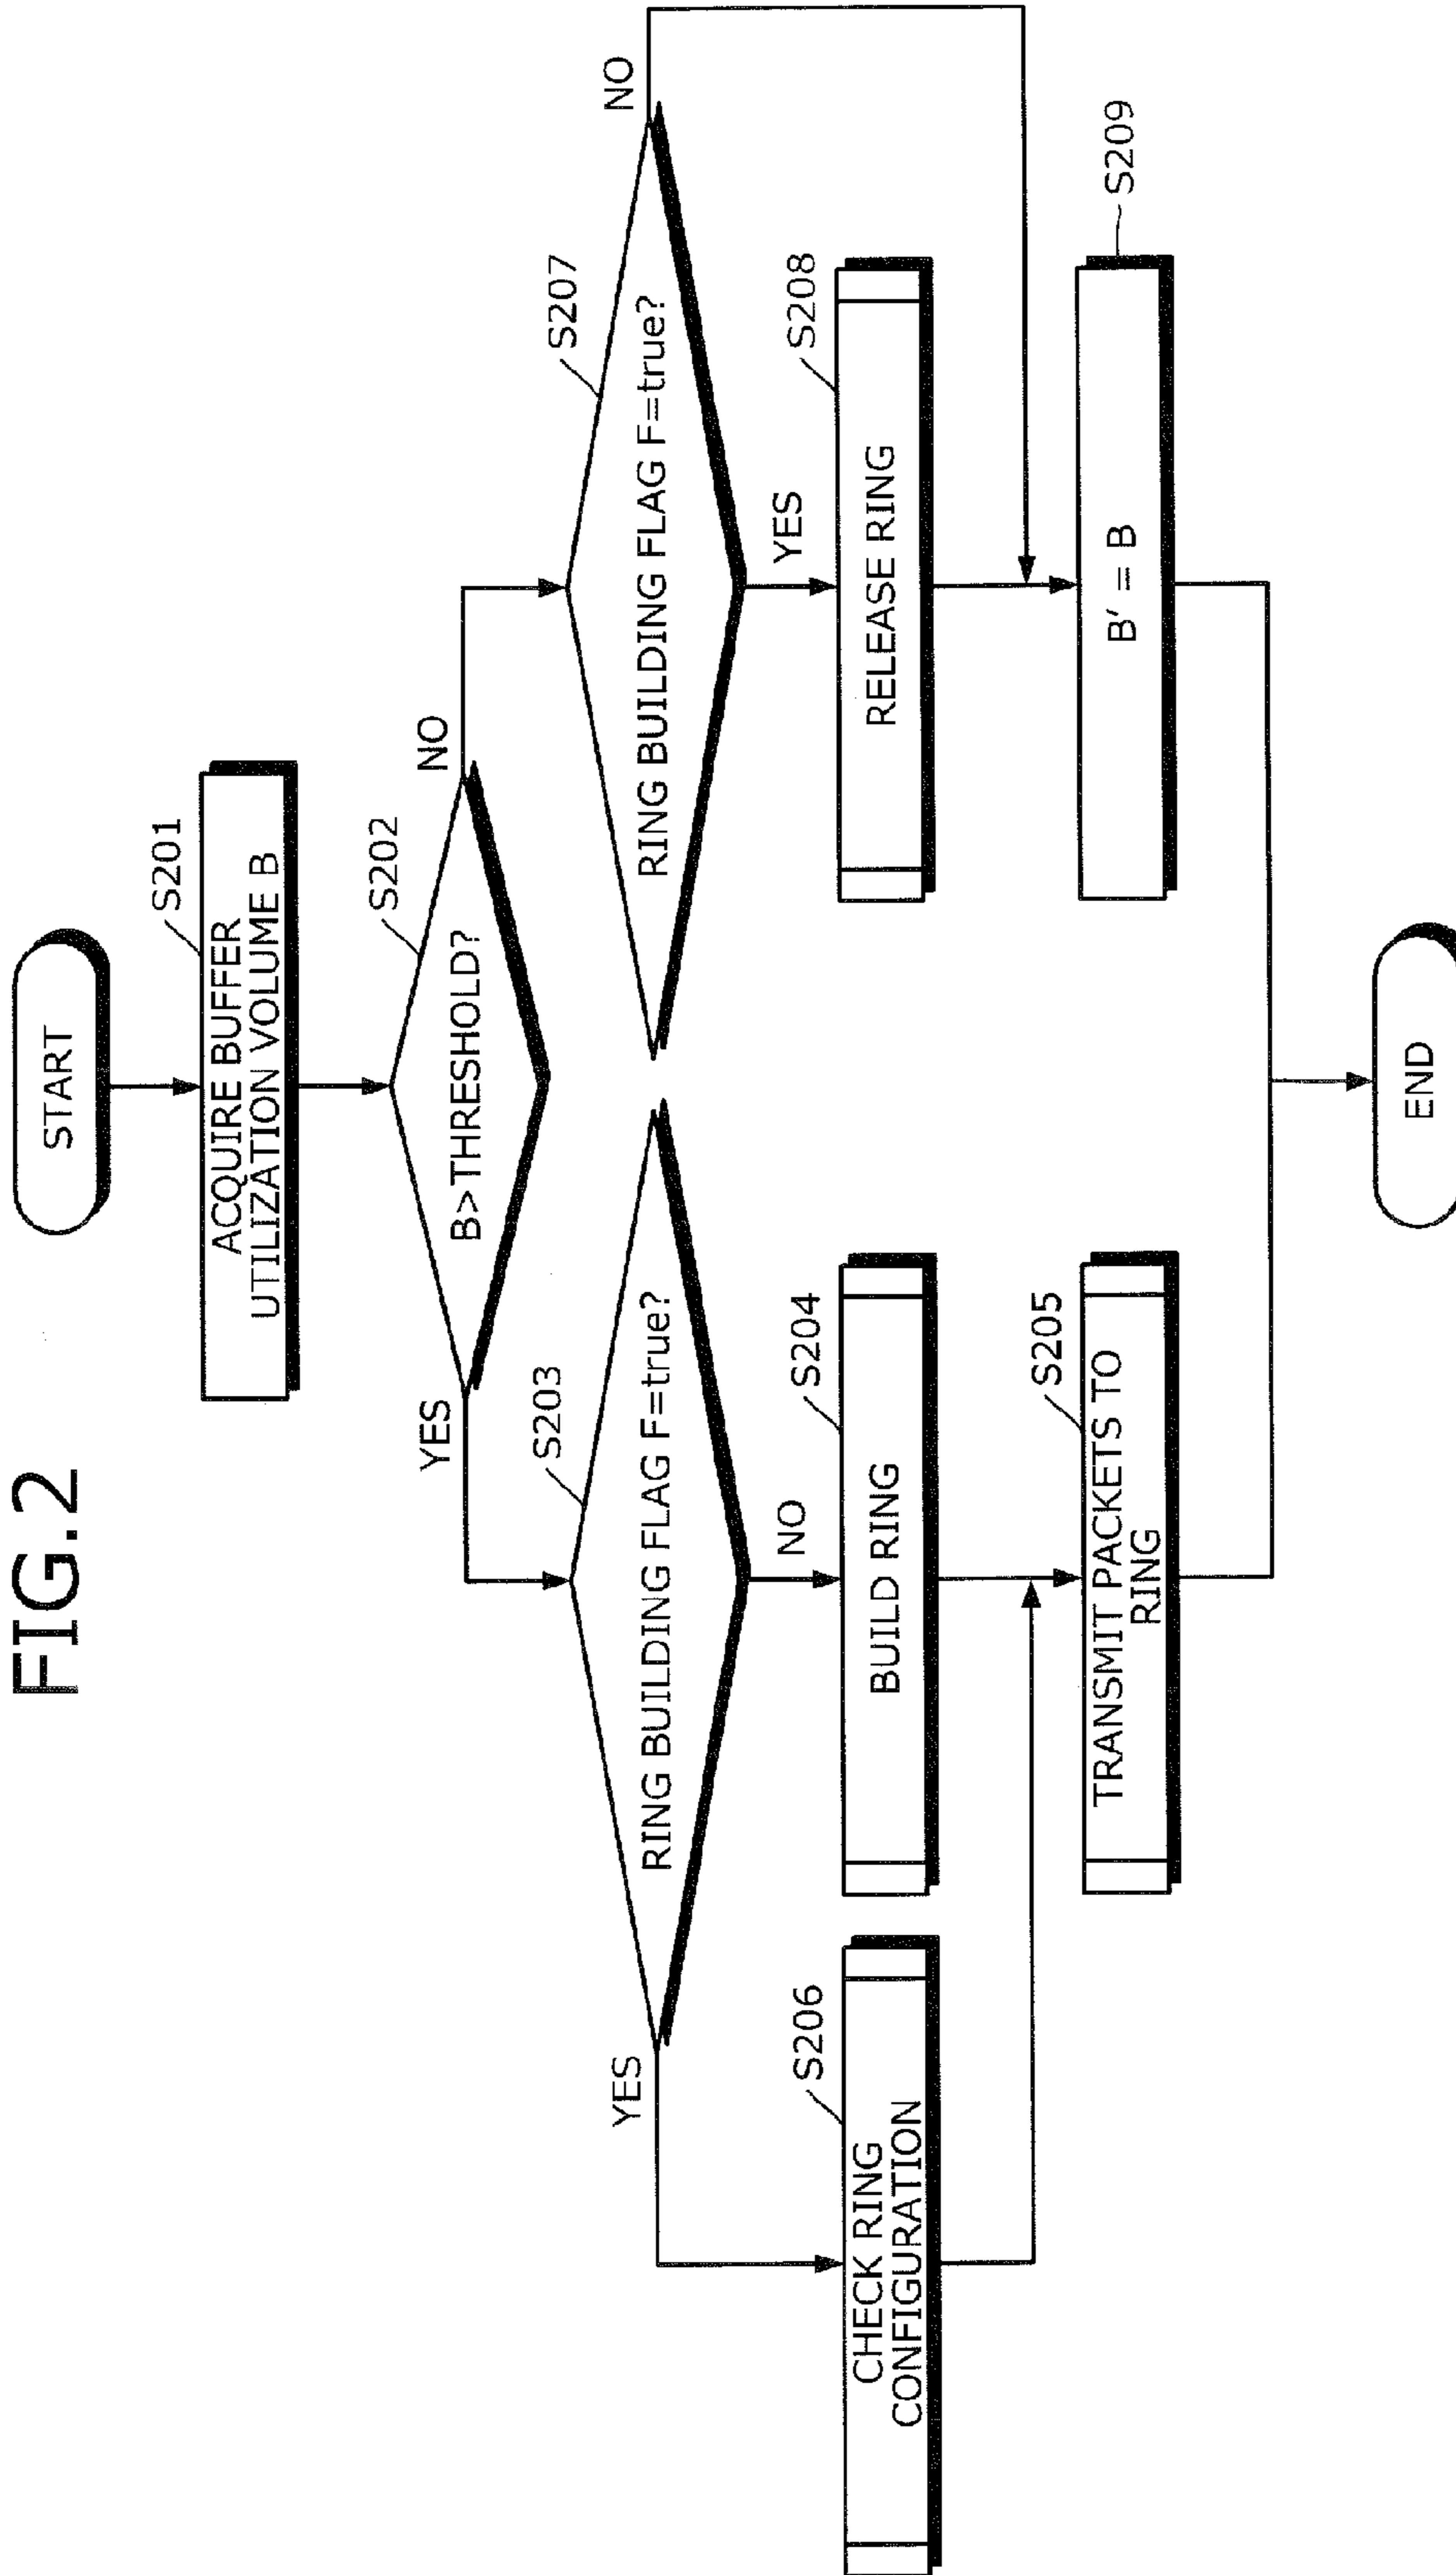 FIG.2
START
S201
ACQUIRE BUFFER
UTILIZATION VOLUME B
S202
B>THRESHOLD?
YES
NO
S203
RING BUILDING FLAG F=true?
S207
RING BUILDING FLAG F=true?
YES
NO
YES
NO
S206
CHECK RING
CONFIGURATION
S204
BUILD RING
S208
RELEASE RING
S205
TRANSMIT PACKETS TO
RING
S209
B' = B
END